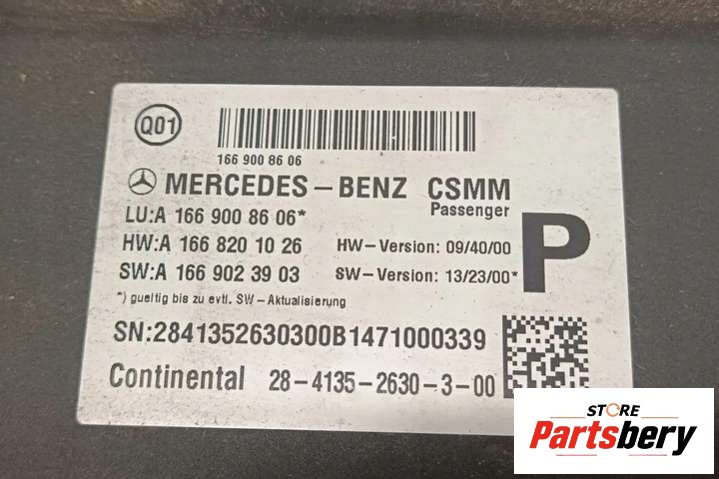 Q01
166 900 86 06
MERCEDES-BENZ CSMM
Passenger
P
LU:A 166 900 86 06*
HW:A 166 820 10 26 HW-Version: 09/40/00
SW:A 166 902 39 03 SW-Version: 13/23/00*
*) gueltig bis zu evtl. SW-Aktualisierung
SN:2841352630300B1471000339
Continental 28-4135-2630-3-00
STORE
Partsbery